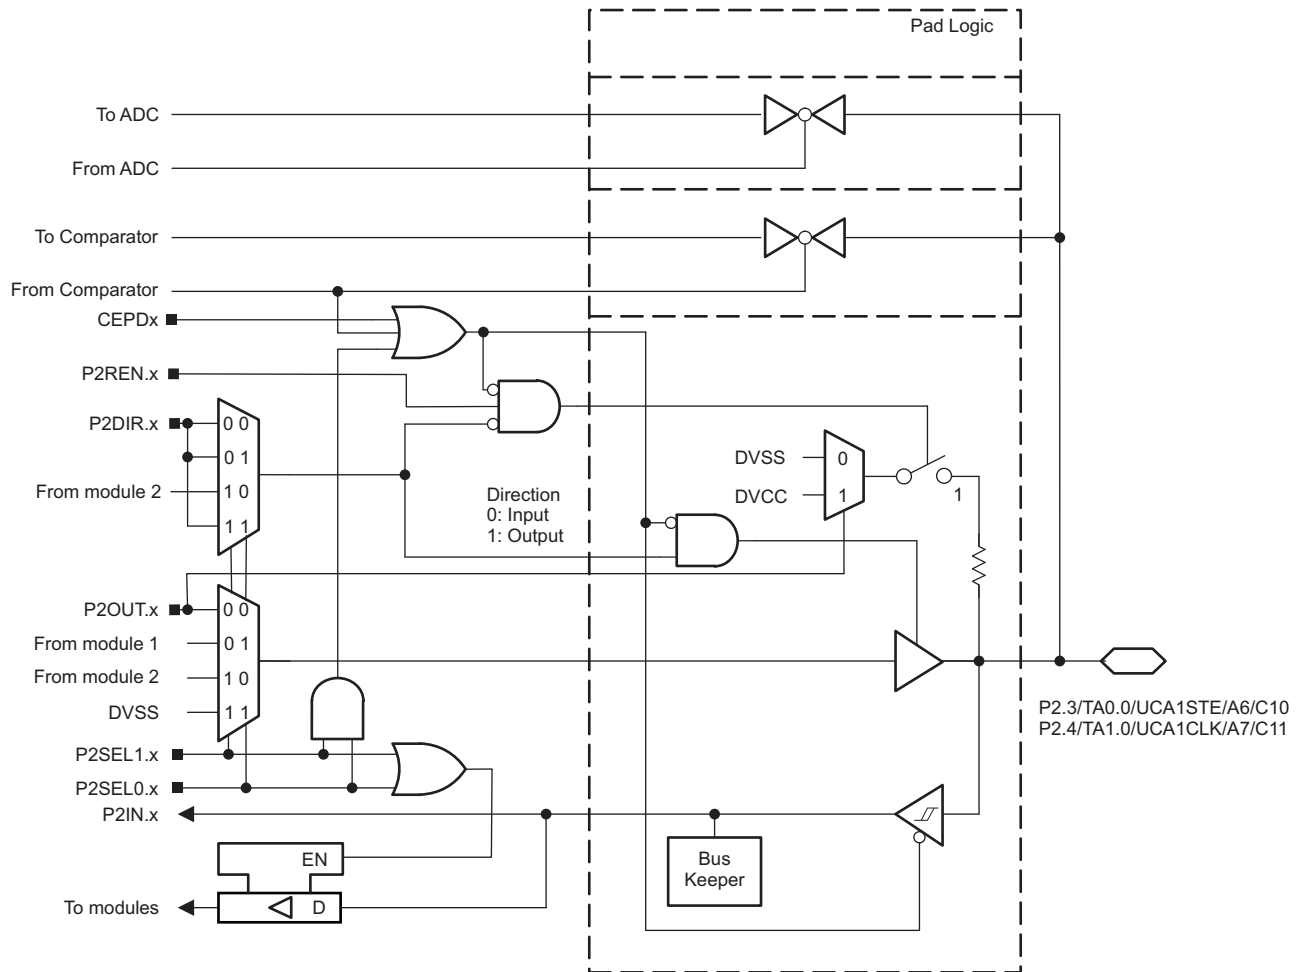 Pad Logic
To ADC
From ADC
To Comparator
From Comparator
CEPDx
P2REN.x
P2DIR.x
0 0
0 1
From module 2
1 0
1 1
Direction
0: Input
1: Output
DVSS
0
DVCC
1
1
P2OUT.x
0 0
From module 1
0 1
From module 2
1 0
DVSS
1 1
P2.3/TA0.0/UCA1STE/A6/C10
P2.4/TA1.0/UCA1CLK/A7/C11
P2SEL1.x
P2SEL0.x
P2IN.x
Bus
Keeper
EN
To modules
D